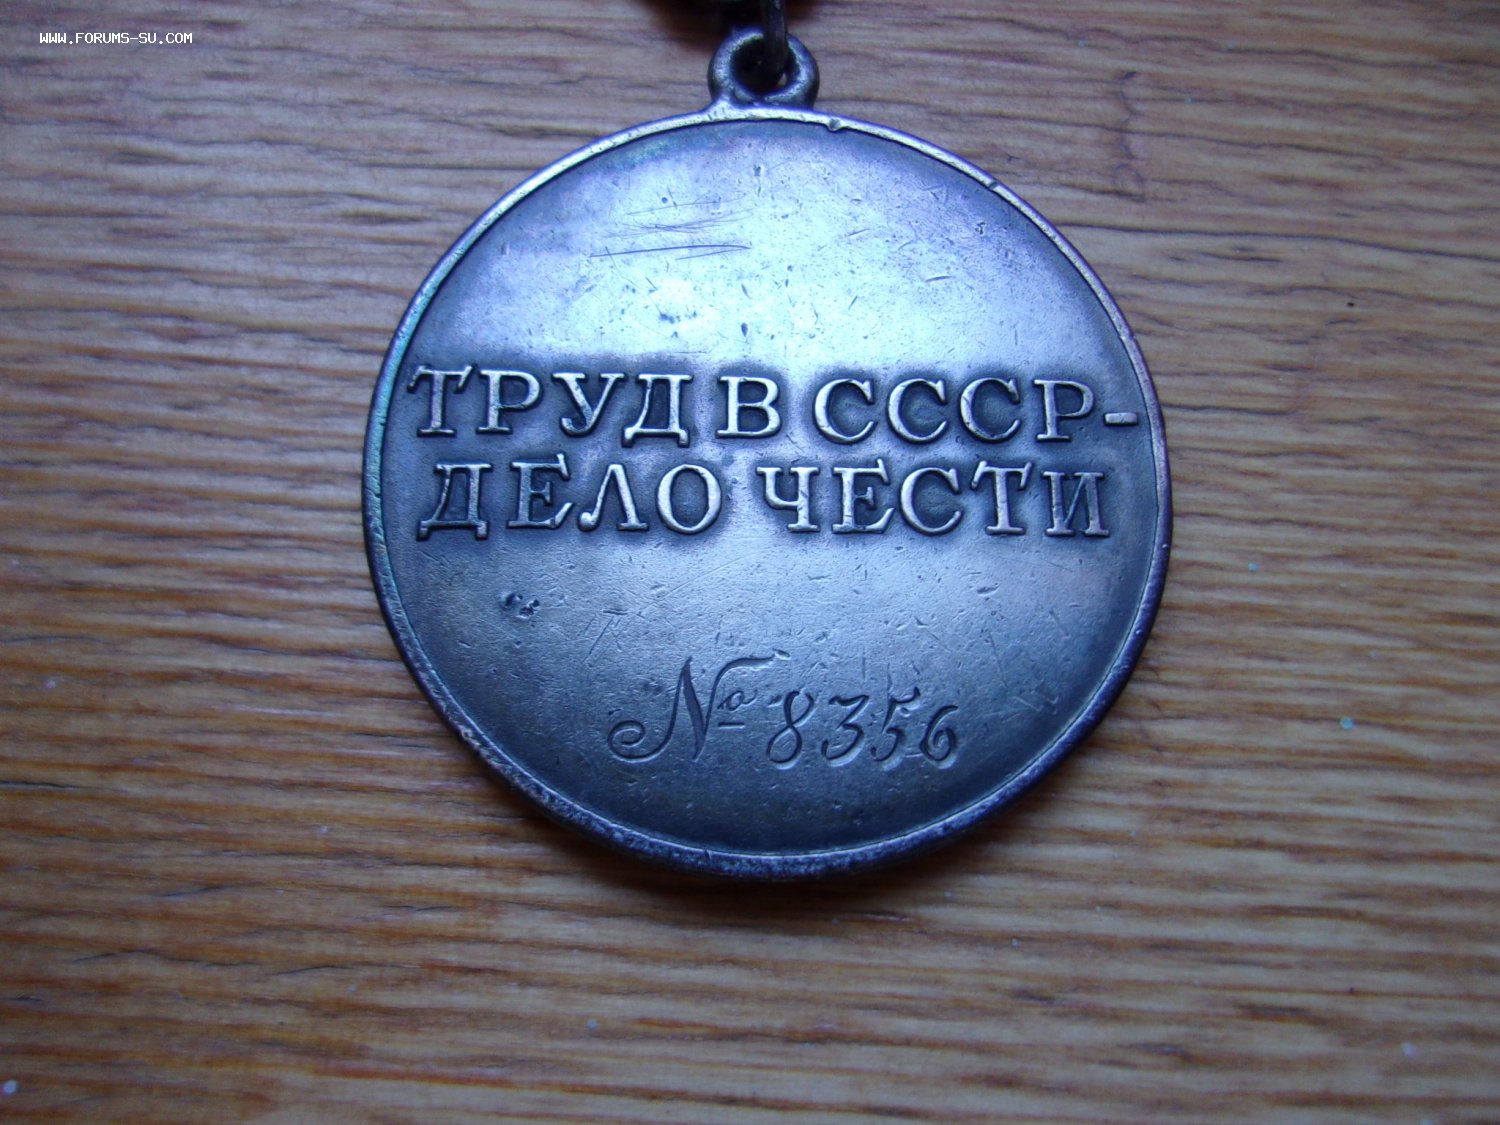 WWW.FORUMS-SU.COM
ТРУД В СССР-
ДЕЛО ЧЕСТИ
№ 8356